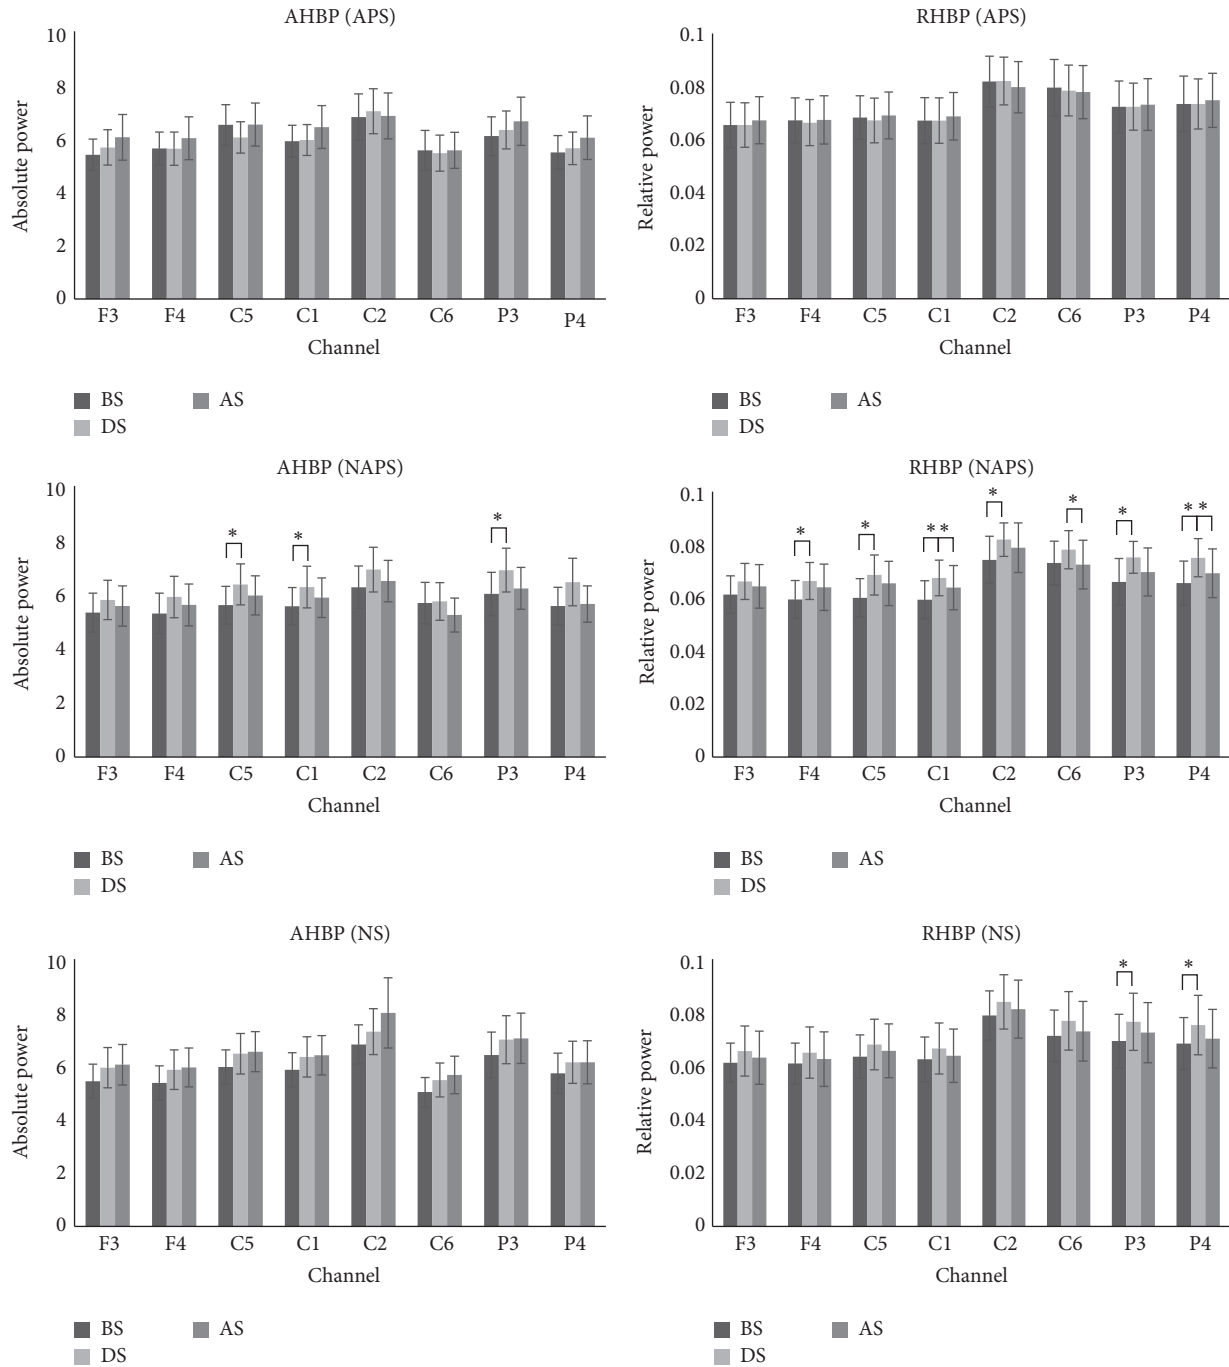 AHBP (APS)
10
8
6
4
2
0
Absolute power
F3 F4 C5 C1 C2 C6 P3 P4
Channel
BS AS
DS
RHBP (APS)
0.1
0.08
0.06
0.04
0.02
0
Relative power
F3 F4 C5 C1 C2 C6 P3 P4
Channel
BS AS
DS
AHBP (NAPS)
10
8
6
4
2
0
Absolute power
* * *
F3 F4 C5 C1 C2 C6 P3 P4
Channel
BS AS
DS
RHBP (NAPS)
0.1
0.08
0.06
0.04
0.02
0
Relative power
* * * * * * * * *
F3 F4 C5 C1 C2 C6 P3 P4
Channel
BS AS
DS
AHBP (NS)
10
8
6
4
2
0
Absolute power
F3 F4 C5 C1 C2 C6 P3 P4
Channel
BS AS
DS
RHBP (NS)
0.1
0.08
0.06
0.04
0.02
0
Relative power
* *
F3 F4 C5 C1 C2 C6 P3 P4
Channel
BS AS
DS